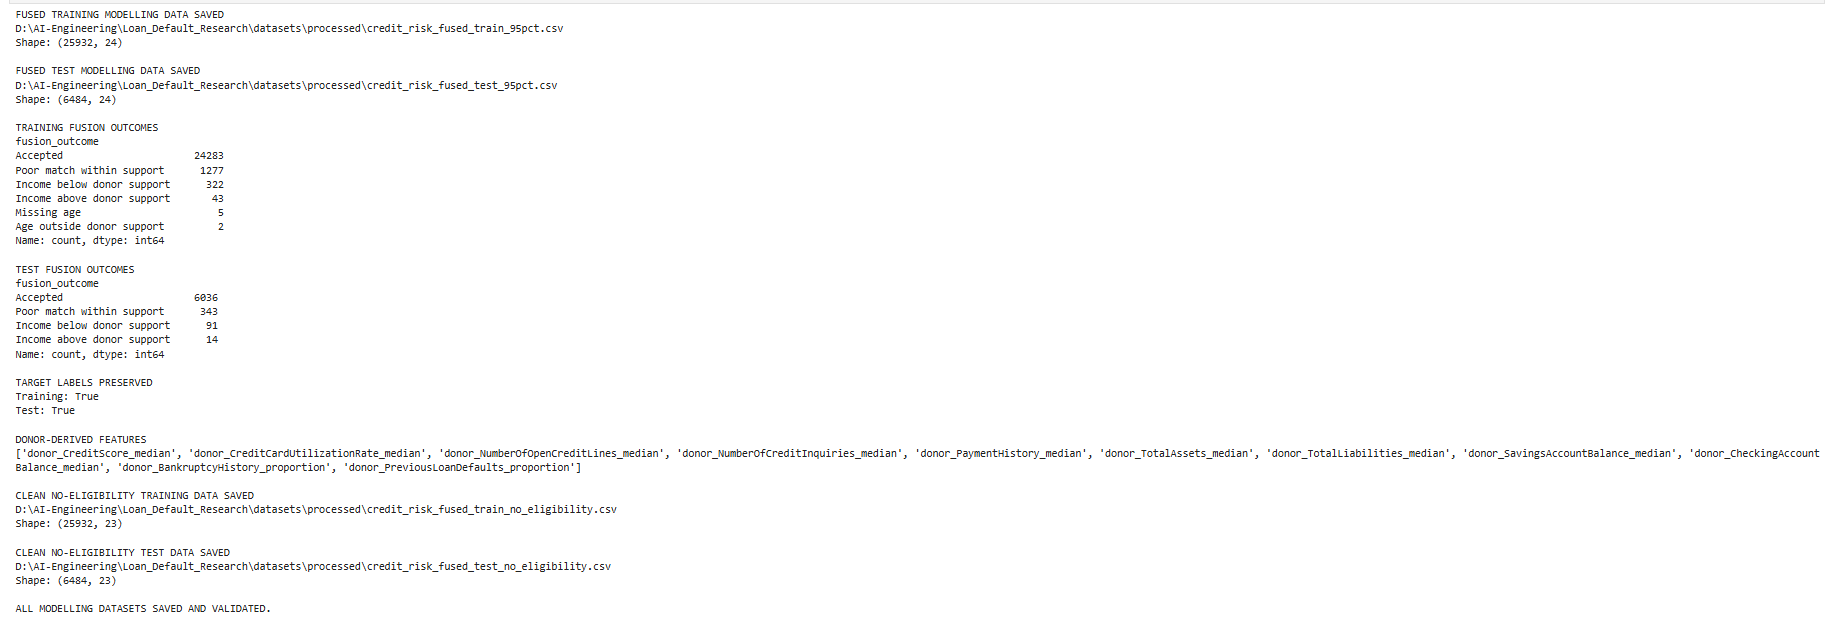 FUSED TRAINING MODELLING DATA SAVED
D:\AI-Engineering\Loan_Default_Research\datasets\processed\credit_risk_fused_train_95pct.csv
Shape: (25932, 24)
FUSED TEST MODELLING DATA SAVED
D:\AI-Engineering\Loan_Default_Research\datasets\processed\credit_risk_fused_test_95pct.csv
Shape: (6484, 24)
TRAINING FUSION OUTCOMES
fusion_outcome
Accepted 24283
Poor match within support 1277
Income below donor support 322
Income above donor support 43
Missing age 5
Age outside donor support 2
Name: count, dtype: int64
TEST FUSION OUTCOMES
fusion_outcome
Accepted 6036
Poor match within support 343
Income below donor support 91
Income above donor support 14
Name: count, dtype: int64
TARGET LABELS PRESERVED
Training: True
Test: True
DONOR-DERIVED FEATURES
['donor_CreditScore_median', 'donor_CreditCardUtilizationRate_median', 'donor_NumberOfOpenCreditLines_median', 'donor_NumberOfCreditInquiries_median', 'donor_PaymentHistory_median', 'donor_TotalAssets_median', 'donor_TotalLiabilities_median', 'donor_SavingsAccountBalance_median', 'donor_CheckingAccount
Balance_median', 'donor_BankruptcyHistory_proportion', 'donor_PreviousLoanDefaults_proportion']
CLEAN NO-ELIGIBILITY TRAINING DATA SAVED
D:\AI-Engineering\Loan_Default_Research\datasets\processed\credit_risk_fused_train_no_eligibility.csv
Shape: (25932, 23)
CLEAN NO-ELIGIBILITY TEST DATA SAVED
D:\AI-Engineering\Loan_Default_Research\datasets\processed\credit_risk_fused_test_no_eligibility.csv
Shape: (6484, 23)
ALL MODELLING DATASETS SAVED AND VALIDATED.